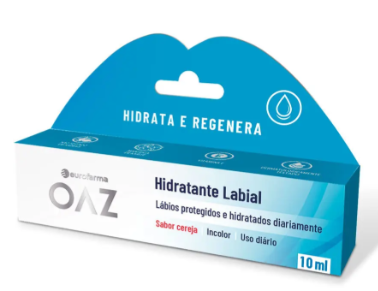 HIDRATA E REGENERA
eurofarma
OAZ
Hidratante Labial
Lábios protegidos e hidratados diariamente
Sabor cereja | Incolor | Uso diário
10 ml